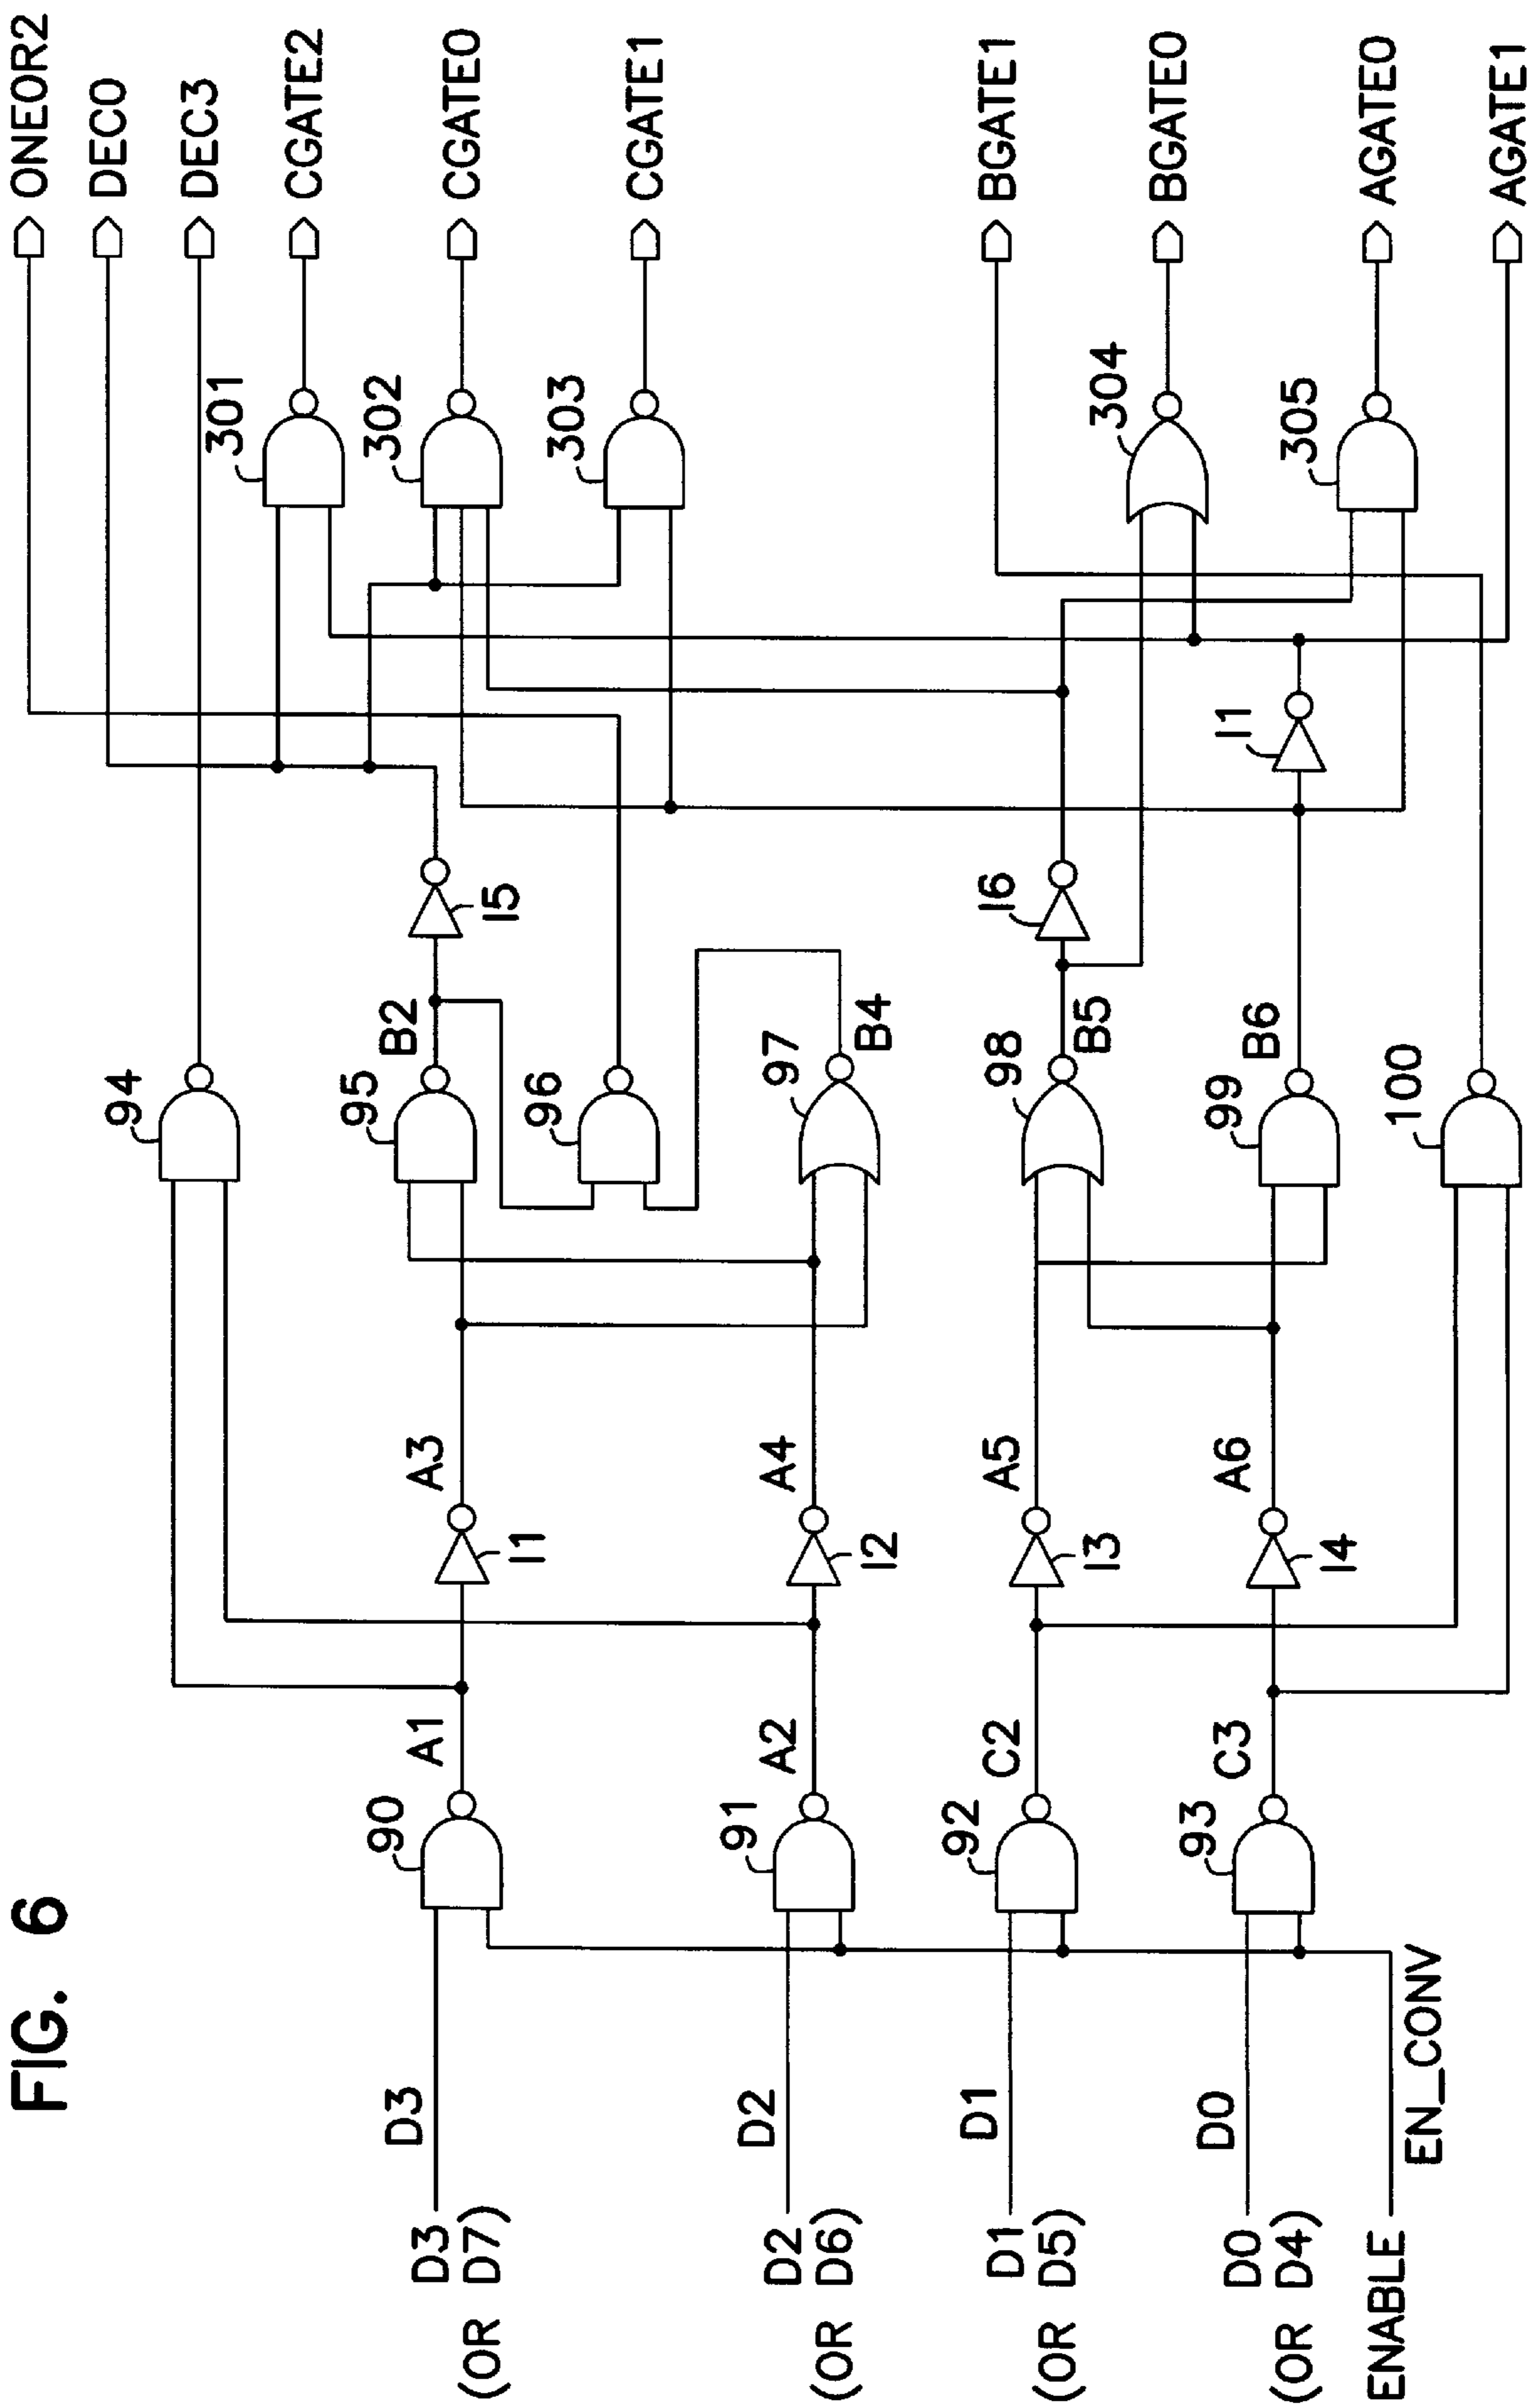 FIG. 6
D3
(OR D7)
D3
D2
(OR D6)
D2
D1
(OR D5)
D1
D0
(OR D4)
D0
ENABLE
EN_CONV
90
91
92
93
A1
A2
C2
C3
I1
I2
I3
I4
A3
A4
A5
A6
94
95
96
97
98
99
100
B2
B4
B5
B6
I5
I6
I1
301
302
303
304
305
ONEOR2
DEC0
DEC3
CGATE2
CGATE0
CGATE1
BGATE1
BGATE0
AGATE0
AGATE1